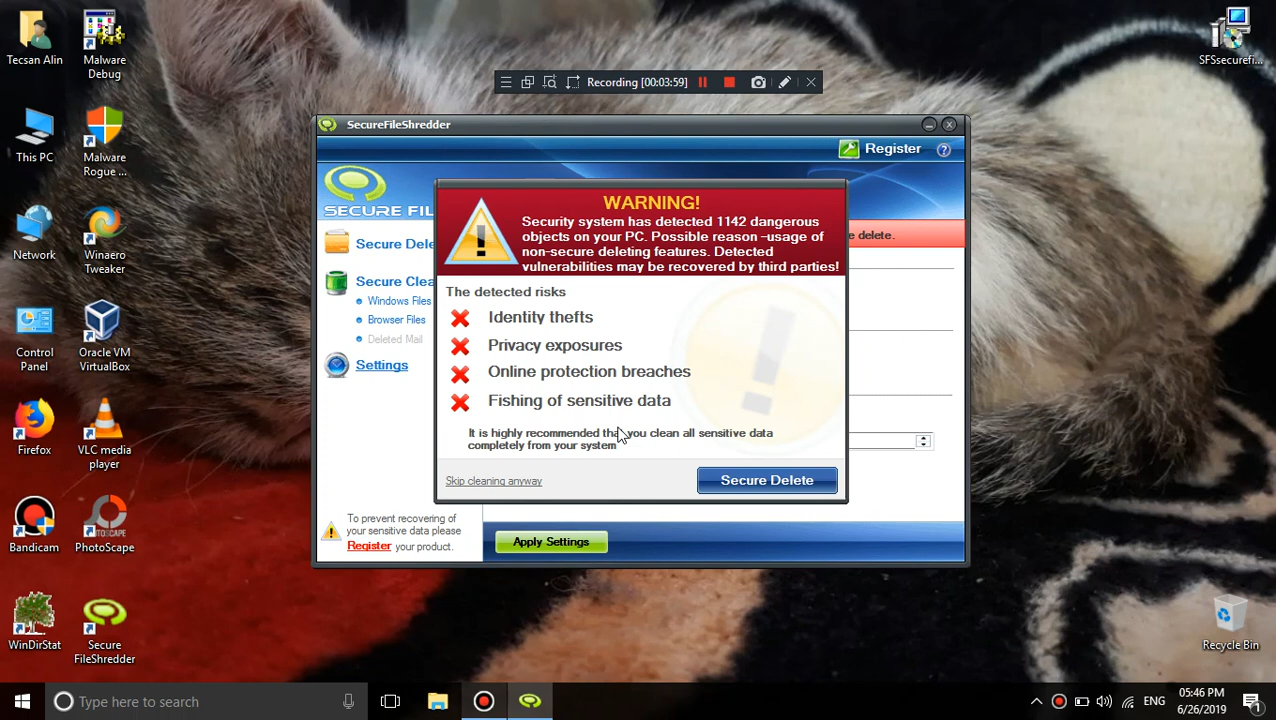 Tecsan Alin
Malware
Debug
SFSsecurefi...
Recording [00:03:59]
SecureFileShredder
Register
This PC
Malware
Rogue ...
SECURE FIL
WARNING!
Security system has detected 1142 dangerous
objects on your PC. Possible reason –usage of
non-secure deleting features. Detected
vulnerabilities may be recovered by third parties!
e delete.
Secure Dele
Secure Clea
Windows Files
Browser Files
Deleted Mail
Settings
The detected risks
Identity thefts
Privacy exposures
Online protection breaches
Fishing of sensitive data
It is highly recommended that you clean all sensitive data
completely from your system
Skip cleaning anyway
Secure Delete
To prevent recovering of
your sensitive data please
Register your product.
Apply Settings
Network
Winaero
Tweaker
Control
Panel
Oracle VM
VirtualBox
Firefox
VLC media
player
Bandicam
PHOTOSCAPE
PhotoScape
WinDirStat
Secure
FileShredder
Recycle Bin
Type here to search
ENG
05:46 PM
6/26/2019
1